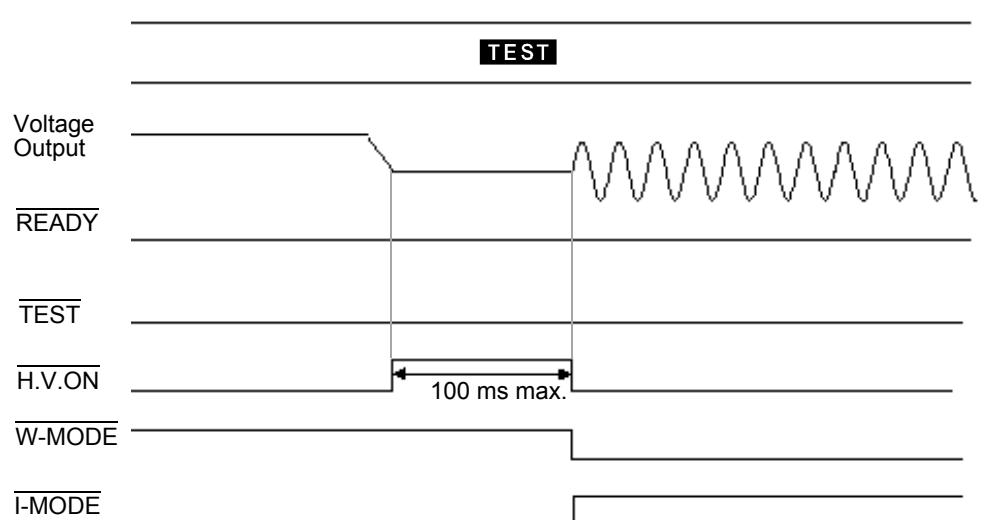 TEST
Voltage
Output
READY
TEST
H.V.ON
100 ms max.
W-MODE
I-MODE